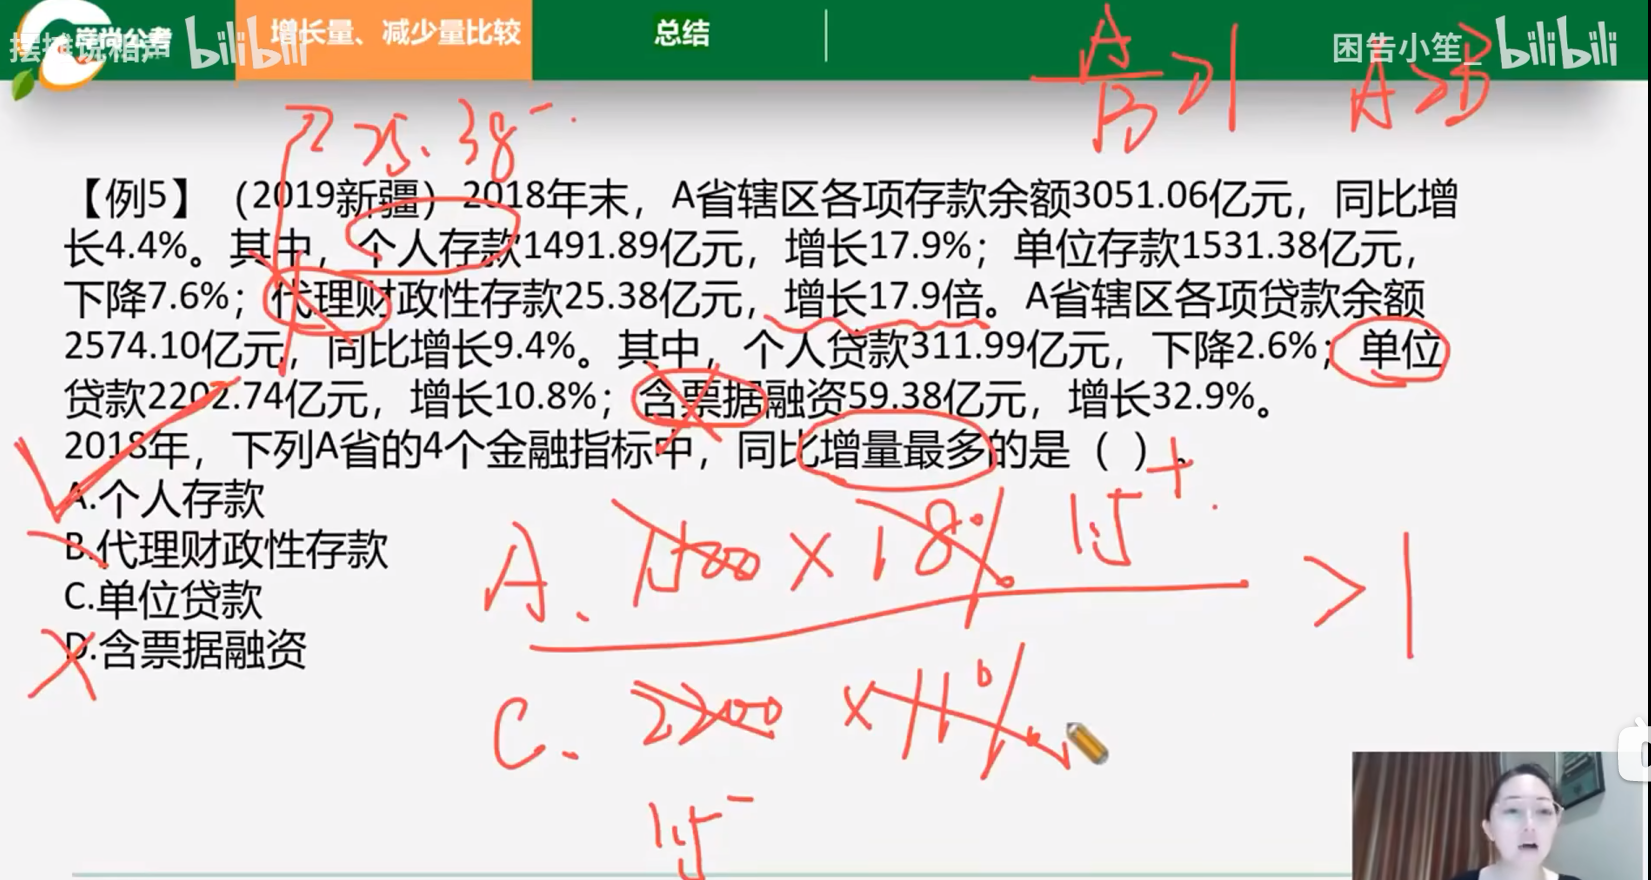 岸尚公考
摆摊说相声 bilibili
增长量、减少量比较
总结
困告小笙_ bilibili
A/B>1 A>B
25.38⁻
【例5】（2019新疆）2018年末，A省辖区各项存款余额3051.06亿元，同比增
长4.4%。其中，个人存款1491.89亿元，增长17.9%；单位存款1531.38亿元，
下降7.6%；代理财政性存款25.38亿元，增长17.9倍。A省辖区各项贷款余额
2574.10亿元，同比增长9.4%。其中，个人贷款311.99亿元，下降2.6%；单位
贷款2202.74亿元，增长10.8%；含票据融资59.38亿元，增长32.9%。
2018年，下列A省的4个金融指标中，同比增量最多的是（ ）。
A.个人存款
B.代理财政性存款
C.单位贷款
D.含票据融资
A. 1500×18% 1.5⁺ >1
C. 2200×11%
1.5⁻